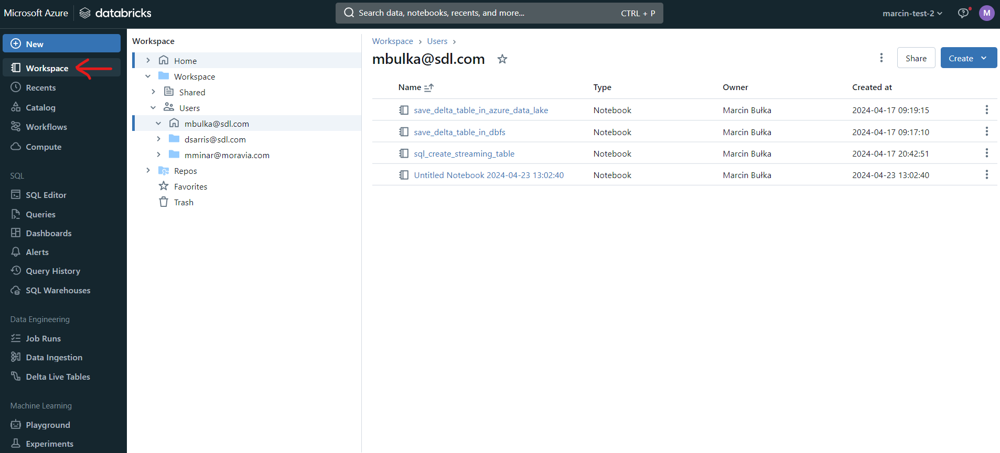 Microsoft Azure databricks
Search data, notebooks, recents, and more... CTRL + P
marcin-test-2 M
New
Workspace
Recents
Catalog
Workflows
Compute
SQL
SQL Editor
Queries
Dashboards
Alerts
Query History
SQL Warehouses
Data Engineering
Job Runs
Data Ingestion
Delta Live Tables
Machine Learning
Playground
Experiments
Workspace
Home
Workspace
Shared
Users
mbulka@sdl.com
dsarris@sdl.com
mminar@moravia.com
Repos
Favorites
Trash
Workspace › Users ›
mbulka@sdl.com
Share Create
Name Type Owner Created at
save_delta_table_in_azure_data_lake Notebook Marcin Bułka 2024-04-17 09:19:15
save_delta_table_in_dbfs Notebook Marcin Bułka 2024-04-17 09:17:10
sql_create_streaming_table Notebook Marcin Bułka 2024-04-17 20:42:51
Untitled Notebook 2024-04-23 13:02:40 Notebook Marcin Bułka 2024-04-23 13:02:40